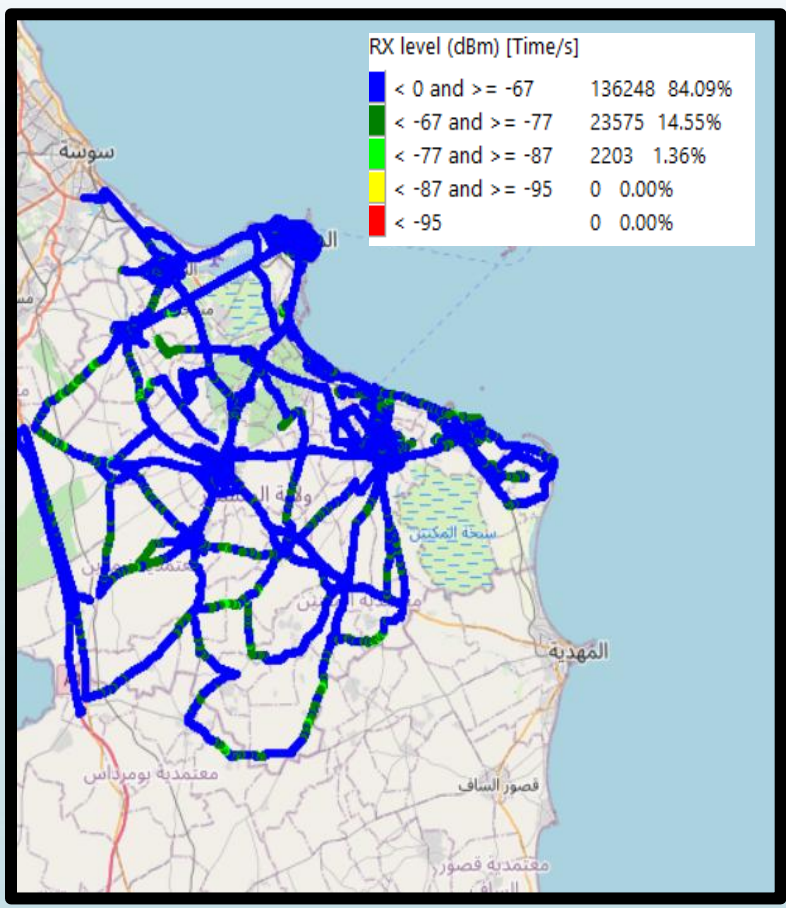 RX level (dBm) [Time/s]
< 0 and >= -67 136248 84.09%
< -67 and >= -77 23575 14.55%
< -77 and >= -87 2203 1.36%
< -87 and >= -95 0 0.00%
< -95 0 0.00%
سوسة
ولاية
سبخة المكنين
المهدية
معتمدية بومرداس
قصور الساف
معتمدية قصور
الساف